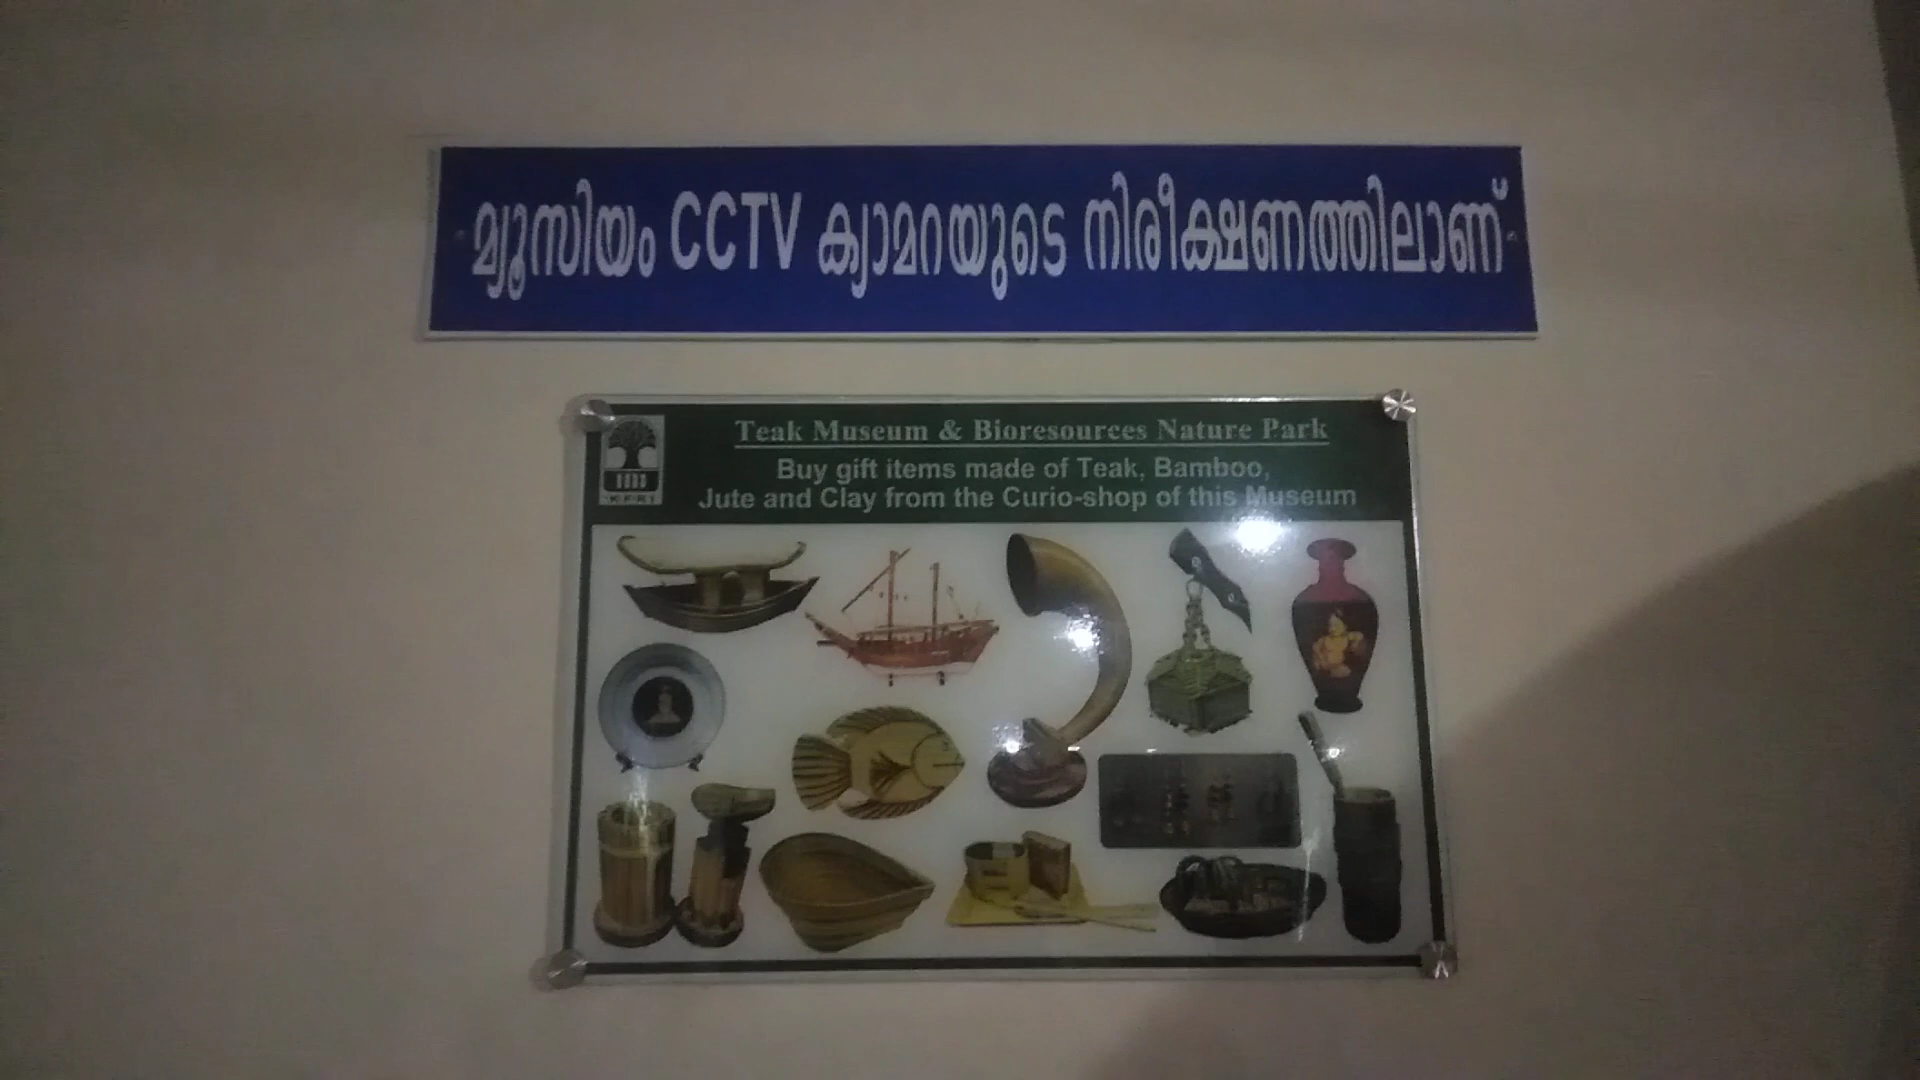 മ്യൂസിയം CCTV ക്യാമറയുടെ നിരീക്ഷണത്തിലാണ്
Teak Museum & Bioresources Nature Park
Buy gift items made of Teak, Bamboo,
Jute and Clay from the Curio-shop of this Museum
KFRI